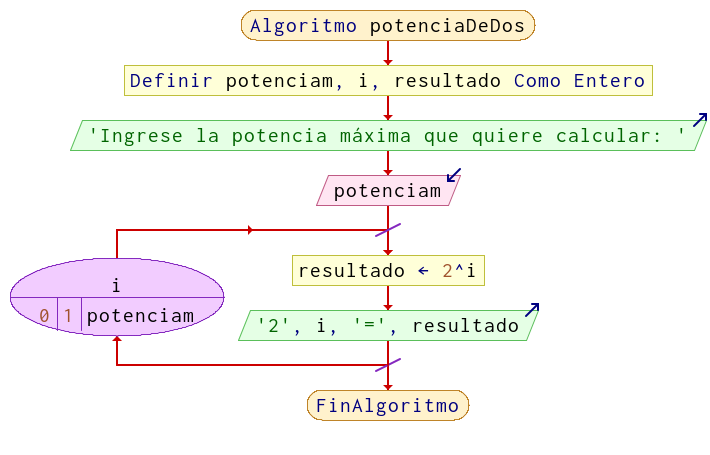 Algoritmo potenciaDeDos
Definir potenciam, i, resultado Como Entero
'Ingrese la potencia máxima que quiere calcular: '
potenciam
resultado ← 2^i
i
0 1 potenciam
'2', i, '=', resultado
FinAlgoritmo